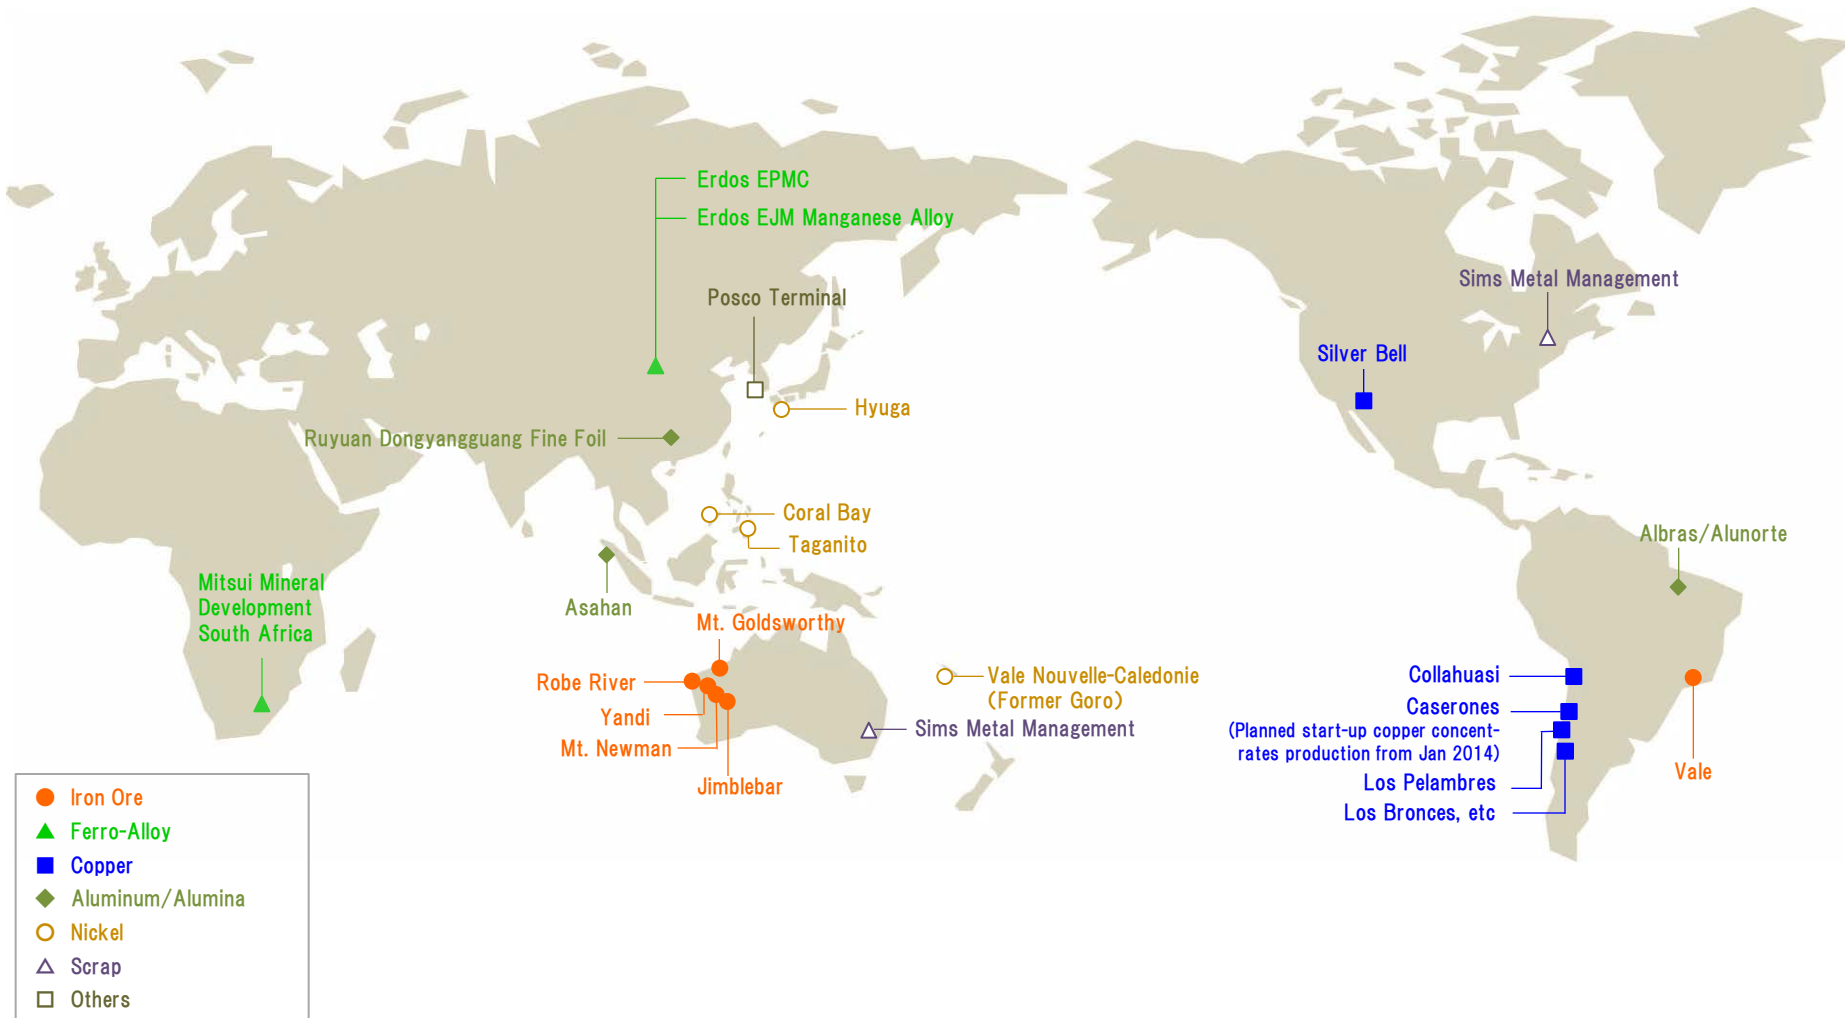 Erdos EPMC
Erdos EJM Manganese Alloy
Posco Terminal
Sims Metal Management
Silver Bell
Hyuga
Ruyuan Dongyangguang Fine Foil
Coral Bay
Taganito
Albras/Alunorte
Mitsui Mineral
Development
South Africa
Asahan
Mt. Goldsworthy
Robe River
Yandi
Mt. Newman
Jimblebar
Vale Nouvelle-Caledonie
(Former Goro)
Sims Metal Management
Collahuasi
Caserones
(Planned start-up copper concent-
rates production from Jan 2014)
Los Pelambres
Los Bronces, etc
Vale
Iron Ore
Ferro-Alloy
Copper
Aluminum/Alumina
Nickel
Scrap
Others